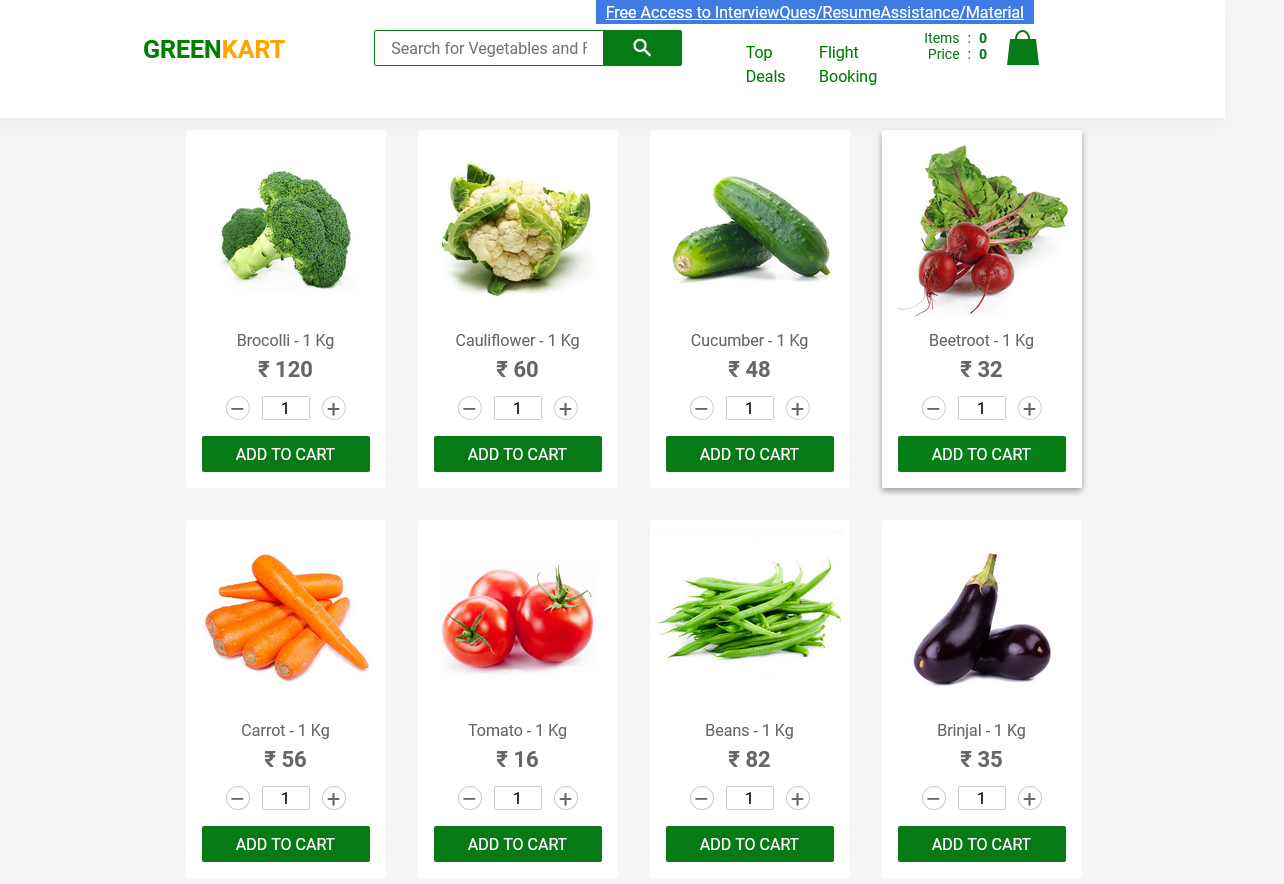 Free Access to InterviewQues/ResumeAssistance/Material
GREENKART
Search for Vegetables and F
Top
Deals
Flight
Booking
Items : 0
Price : 0
Brocolli - 1 Kg
₹ 120
– 1 +
ADD TO CART
Cauliflower - 1 Kg
₹ 60
– 1 +
ADD TO CART
Cucumber - 1 Kg
₹ 48
– 1 +
ADD TO CART
Beetroot - 1 Kg
₹ 32
– 1 +
ADD TO CART
Carrot - 1 Kg
₹ 56
– 1 +
ADD TO CART
Tomato - 1 Kg
₹ 16
– 1 +
ADD TO CART
Beans - 1 Kg
₹ 82
– 1 +
ADD TO CART
Brinjal - 1 Kg
₹ 35
– 1 +
ADD TO CART